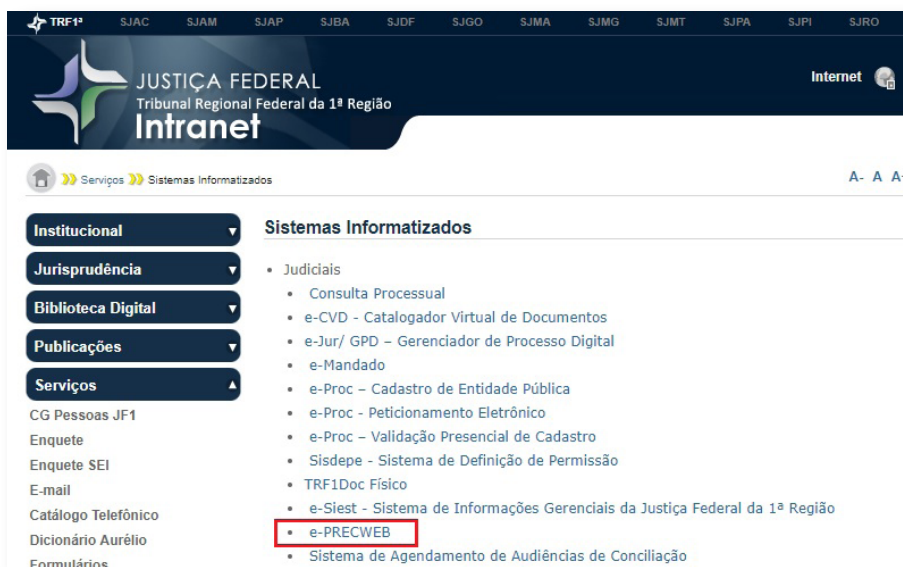 TRF1ª SJAC SJAM SJAP SJBA SJDF SJGO SJMA SJMG SJMT SJPA SJPI SJRO
JUSTIÇA FEDERAL
Tribunal Regional Federal da 1ª Região
Intranet
Internet
Serviços Sistemas Informatizados
A- A A+
Institucional
Jurisprudência
Biblioteca Digital
Publicações
Serviços
CG Pessoas JF1
Enquete
Enquete SEI
E-mail
Catálogo Telefônico
Dicionário Aurélio
Formulários
Sistemas Informatizados
• Judiciais
• Consulta Processual
• e-CVD - Catalogador Virtual de Documentos
• e-Jur/ GPD – Gerenciador de Processo Digital
• e-Mandado
• e-Proc – Cadastro de Entidade Pública
• e-Proc - Peticionamento Eletrônico
• e-Proc – Validação Presencial de Cadastro
• Sisdepe - Sistema de Definição de Permissão
• TRF1Doc Físico
• e-Siest - Sistema de Informações Gerenciais da Justiça Federal da 1ª Região
• e-PRECWEB
• Sistema de Agendamento de Audiências de Conciliação